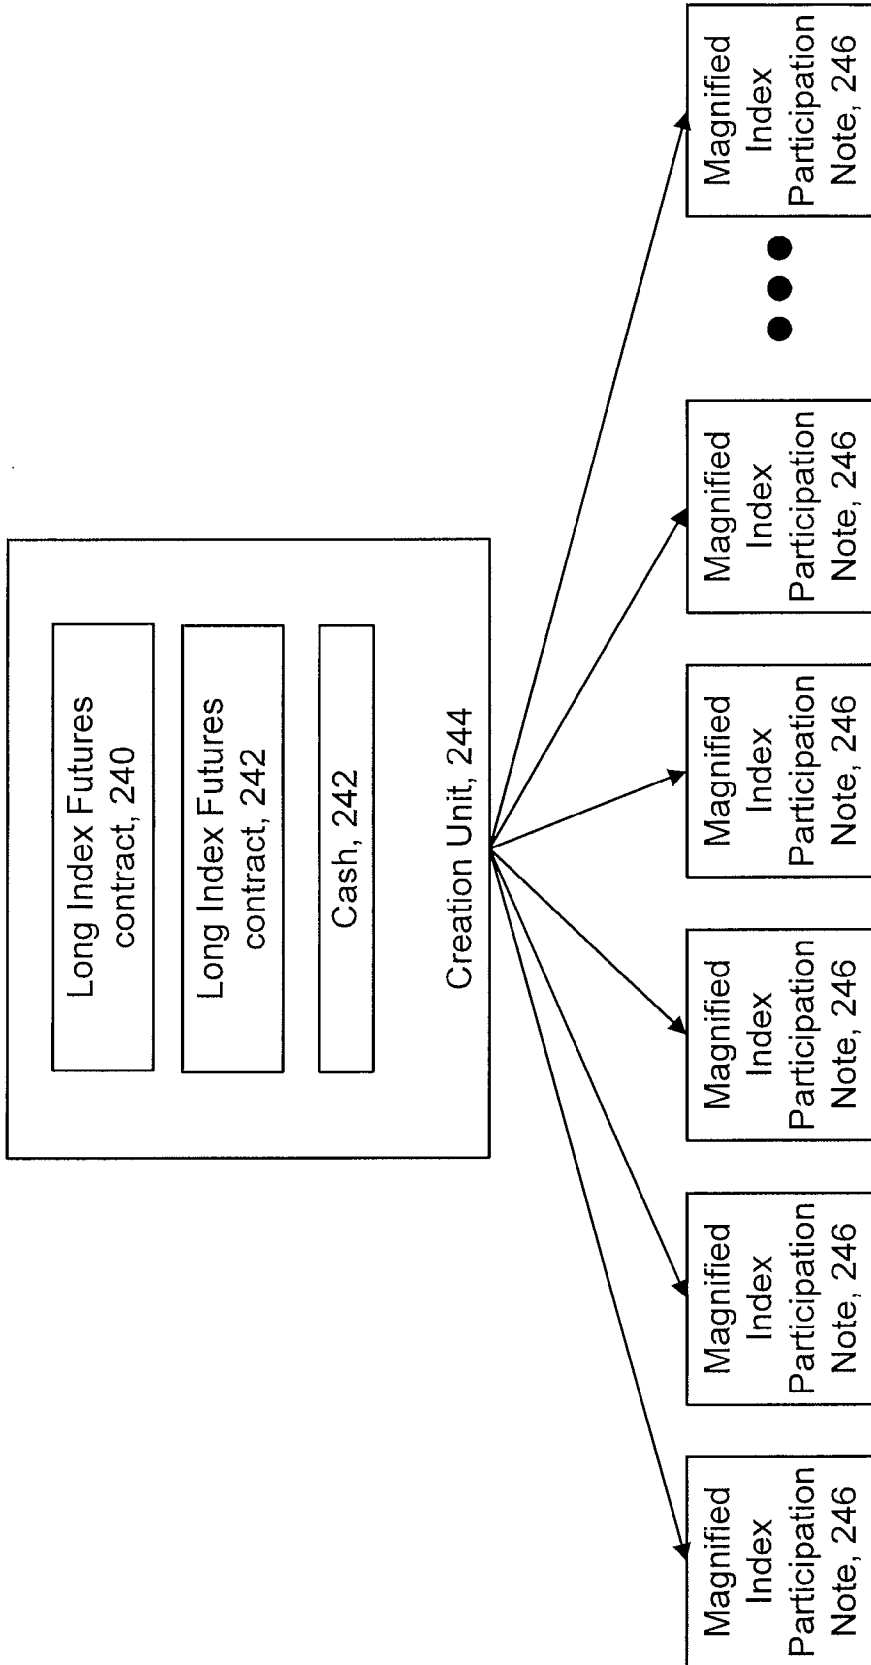 Long Index Futures
contract, 240
Long Index Futures
contract, 242
Cash, 242
Creation Unit, 244
Magnified
Index
Participation
Note, 246
Magnified
Index
Participation
Note, 246
Magnified
Index
Participation
Note, 246
Magnified
Index
Participation
Note, 246
Magnified
Index
Participation
Note, 246
Magnified
Index
Participation
Note, 246